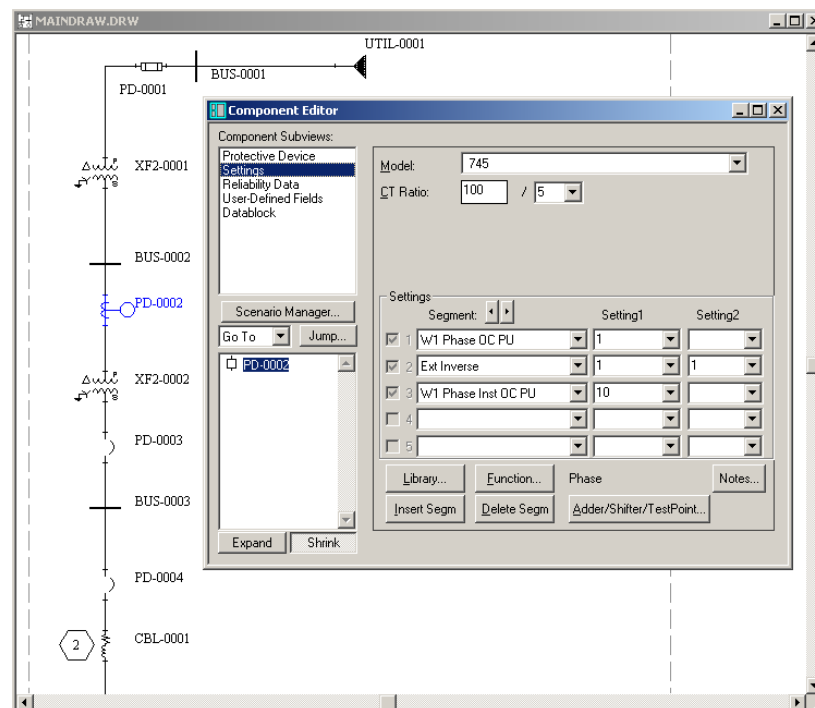 MAINDRAW.DRW
UTIL-0001
BUS-0001
PD-0001
XF2-0001
BUS-0002
PD-0002
XF2-0002
PD-0003
BUS-0003
PD-0004
2
CBL-0001
Component Editor
Component Subviews:
Protective Device
Settings
Reliability Data
User-Defined Fields
Datablock
Scenario Manager...
Go To Jump...
PD-0002
Expand Shrink
Model: 745
CT Ratio: 100 / 5
Settings
Segment: Setting1 Setting2
1 W1 Phase OC PU 1
2 Ext Inverse 1 1
3 W1 Phase Inst OC PU 10
4
5
Library... Function... Phase Notes...
Insert Segm Delete Segm Adder/Shifter/TestPoint...